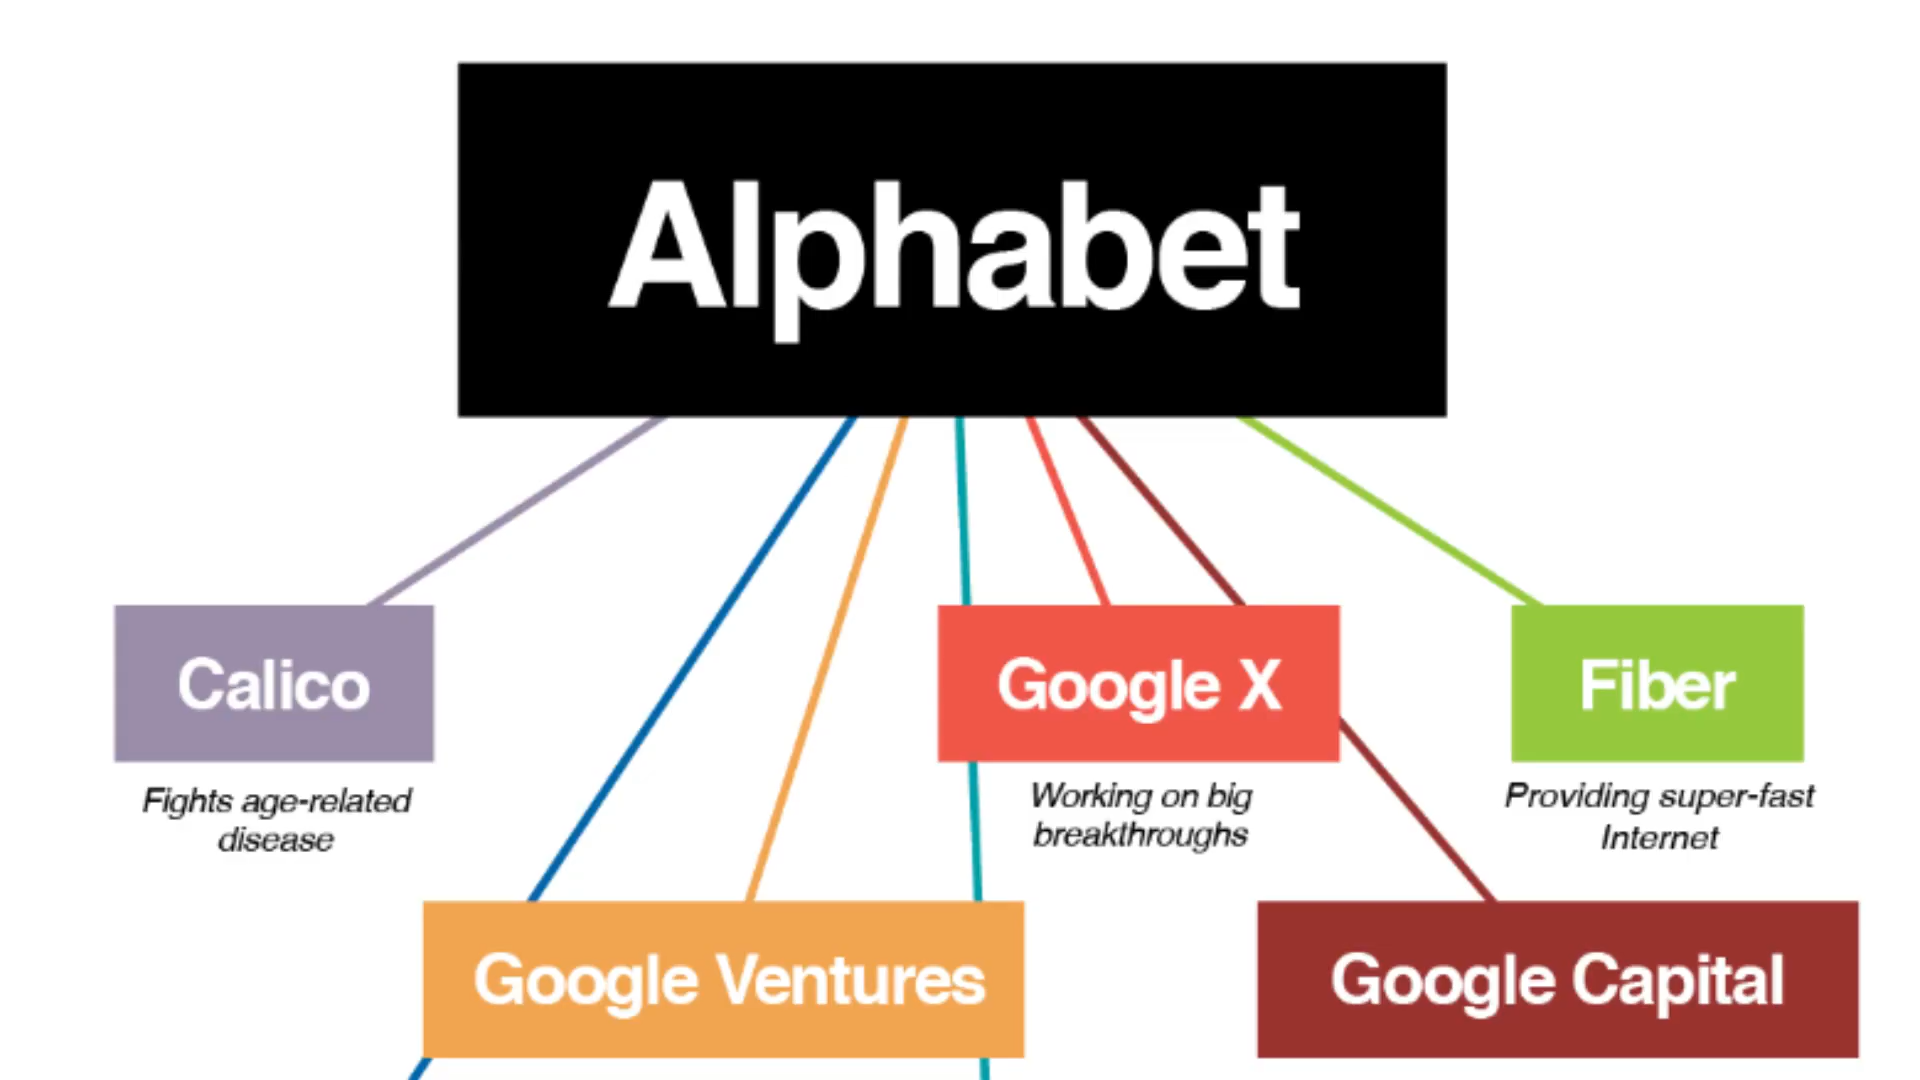 Alphabet
Calico
Fights age-related
disease
Google X
Working on big
breakthroughs
Fiber
Providing super-fast
Internet
Google Ventures
Google Capital